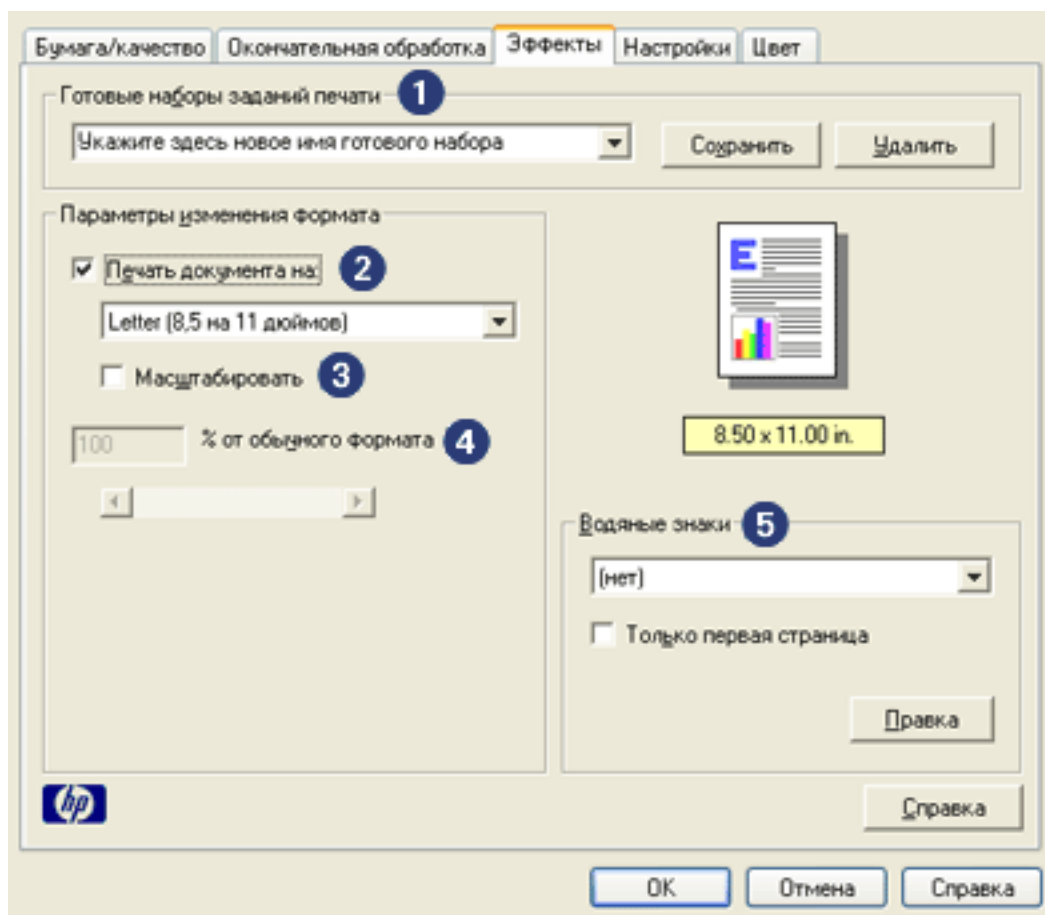 Бумага/качество Окончательная обработка Эффекты Настройки Цвет
Готовые наборы заданий печати 1
Укажите здесь новое имя готового набора Сохранить Удалить
Параметры изменения формата
Печать документа на: 2
Letter (8,5 на 11 дюймов)
Масштабировать 3
100 % от обычного формата 4
E
8.50 x 11.00 in.
Водяные знаки 5
(нет)
Только первая страница
Правка
hp
Справка
OK Отмена Справка